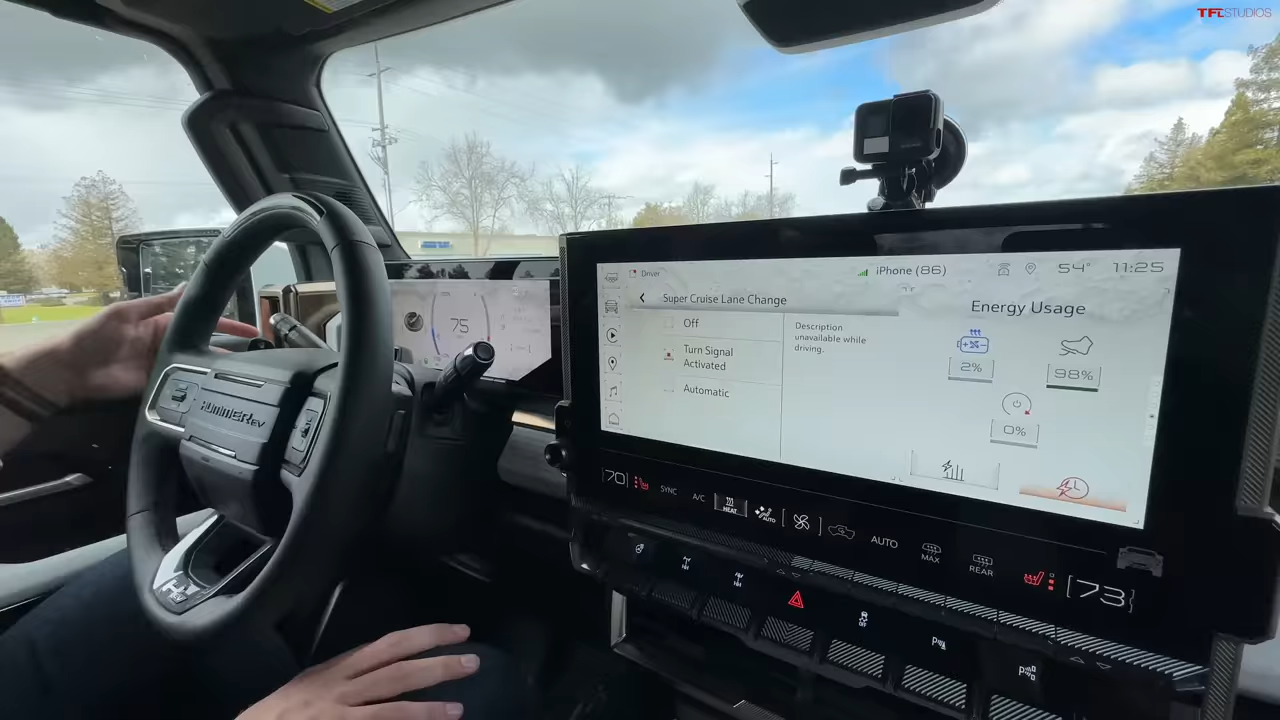 TFLSTUDIOS
Driver
iPhone (86)
54°
11:25
Super Cruise Lane Change
Energy Usage
Off
Turn Signal
Activated
Automatic
Description
unavailable while
driving.
2%
98%
0%
75
HUMMER EV
70
SYNC
A/C
HEAT
AUTO
AUTO
MAX
REAR
73
OFF